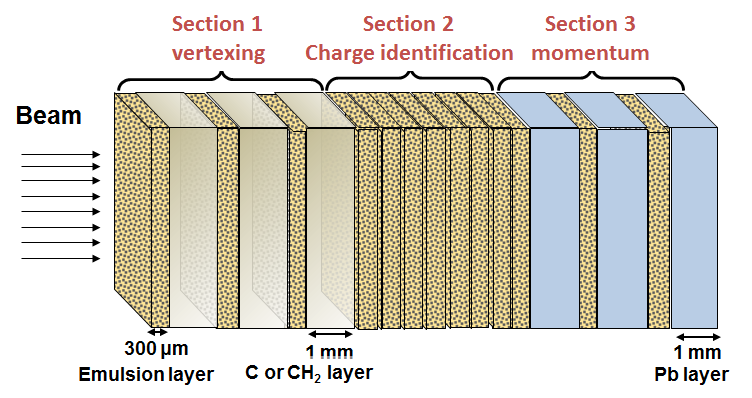 Section 1
vertexing
Section 2
Charge identification
Section 3
momentum
Beam
300 µm
Emulsion layer
1 mm
C or CH₂ layer
1 mm
Pb layer